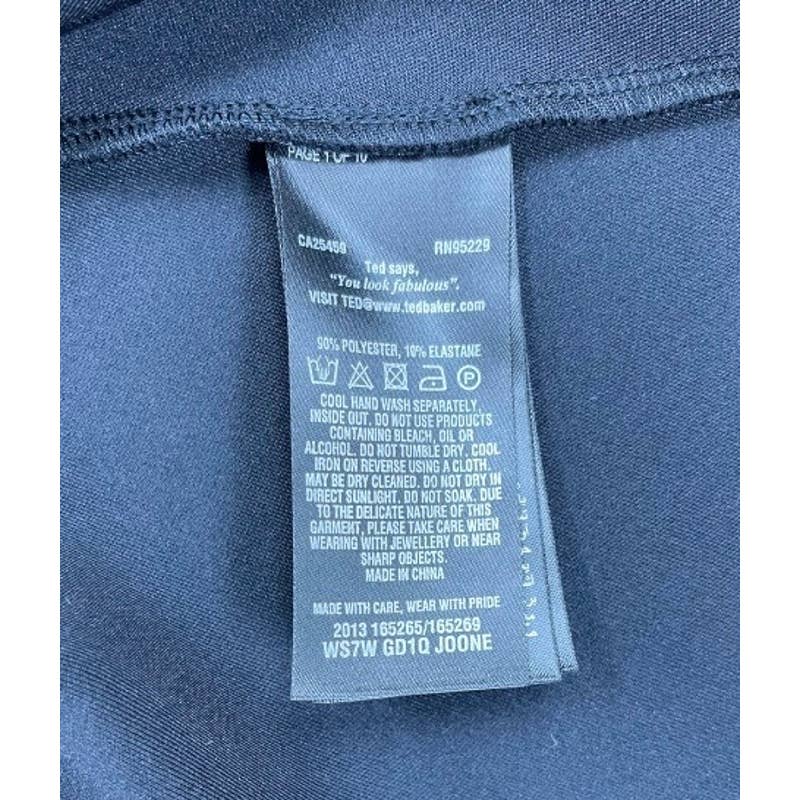 PAGE 1 OF 10
CA25459 RN95229
Ted says,
"You look fabulous".
VISIT TED@www.tedbaker.com
90% POLYESTER, 10% ELASTANE
P
COOL HAND WASH SEPARATELY,
INSIDE OUT. DO NOT USE PRODUCTS
CONTAINING BLEACH, OIL OR
ALCOHOL. DO NOT TUMBLE DRY. COOL
IRON ON REVERSE USING A CLOTH.
MAY BE DRY CLEANED. DO NOT DRY IN
DIRECT SUNLIGHT. DO NOT SOAK. DUE
TO THE DELICATE NATURE OF THIS
GARMENT, PLEASE TAKE CARE WHEN
WEARING WITH JEWELLERY OR NEAR
SHARP OBJECTS.
MADE IN CHINA
MADE WITH CARE, WEAR WITH PRIDE
2013 165265/165269
WS7W GD1Q JOONE